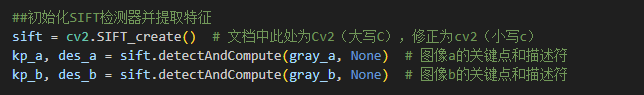 ##初始化SIFT检测器并提取特征
sift = cv2.SIFT_create()  # 文档中此处为Cv2（大写C），修正为cv2（小写c）
kp_a, des_a = sift.detectAndCompute(gray_a, None)  # 图像a的关键点和描述符
kp_b, des_b = sift.detectAndCompute(gray_b, None)  # 图像b的关键点和描述符